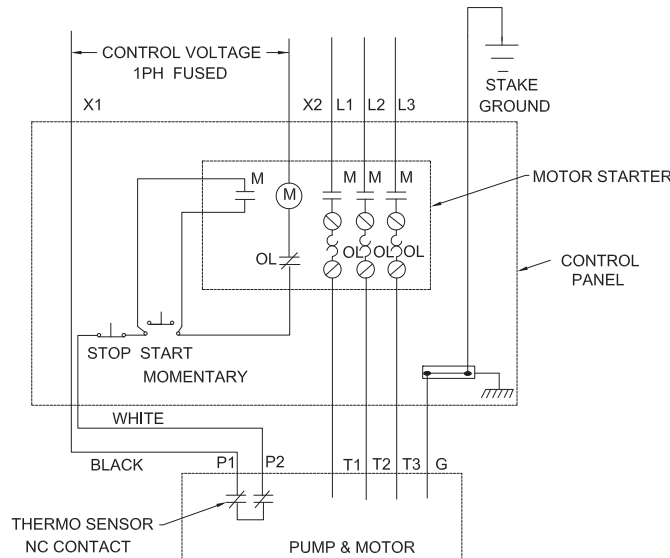 CONTROL VOLTAGE
1PH FUSED
STAKE
GROUND
X1
X2 L1 L2 L3
M
M
M M M
MOTOR STARTER
OL
OL OL OL
CONTROL
PANEL
STOP START
MOMENTARY
WHITE
BLACK
P1 P2
T1 T2 T3 G
THERMO SENSOR
NC CONTACT
PUMP & MOTOR